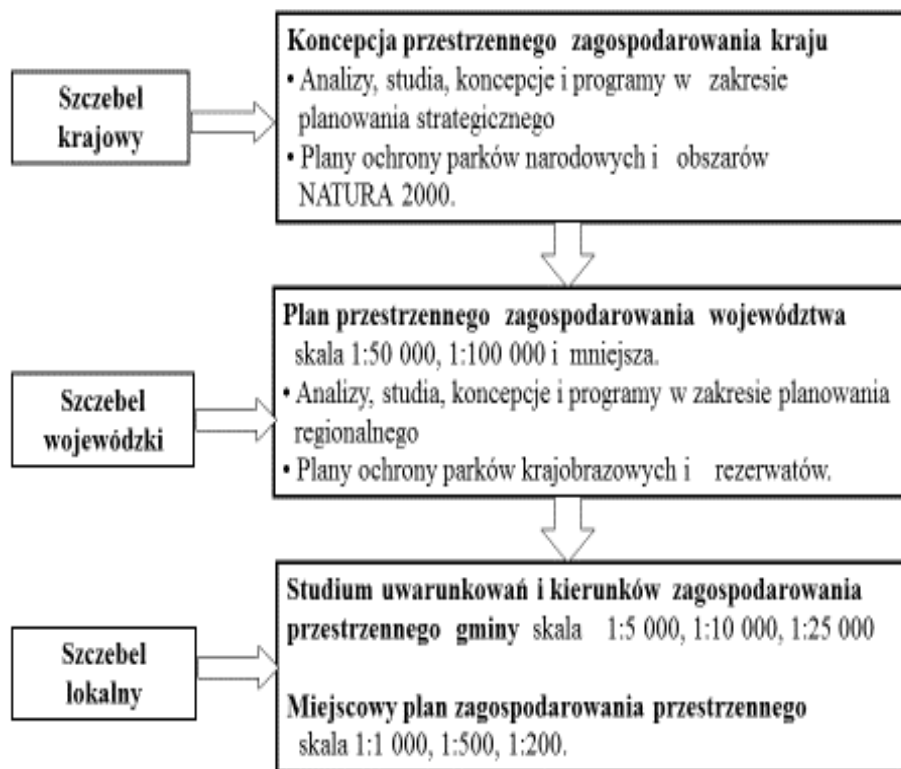 Szczebel
krajowy
Koncepcja przestrzennego zagospodarowania kraju
• Analizy, studia, koncepcje i programy w zakresie
planowania strategicznego
• Plany ochrony parków narodowych i obszarów
NATURA 2000.
Szczebel
wojewódzki
Plan przestrzennego zagospodarowania województwa
skala 1:50 000, 1:100 000 i mniejsza.
• Analizy, studia, koncepcje i programy w zakresie planowania
regionalnego
• Plany ochrony parków krajobrazowych i rezerwatów.
Szczebel
lokalny
Studium uwarunkowań i kierunków zagospodarowania
przestrzennego gminy skala 1:5 000, 1:10 000, 1:25 000
Miejscowy plan zagospodarowania przestrzennego
skala 1:1 000, 1:500, 1:200.